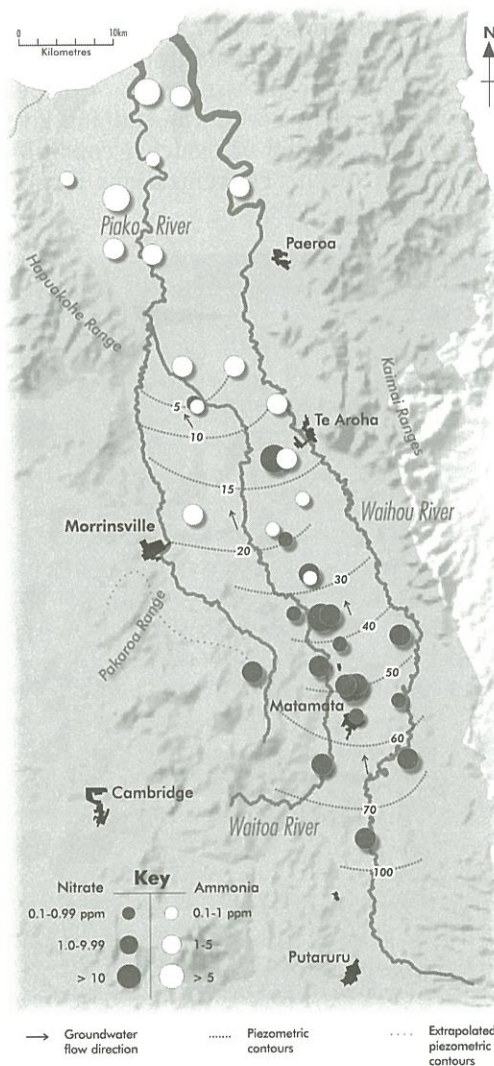 0 10km
Kilometres
N
Piako River
Paeroa
Hapuakohe Range
Kaimai Ranges
5
Te Aroha
10
15
Waihou River
Morrinsville
20
30
Pakaroa Range
40
50
Matamata
60
Cambridge
70
Waitoa River
100
Key
Nitrate Ammonia
0.1-0.99 ppm 0.1-1 ppm
1.0-9.99 1-5
> 10 > 5
Putaruru
Groundwater
flow direction
Piezometric
contours
Extrapolated
piezometric
contours